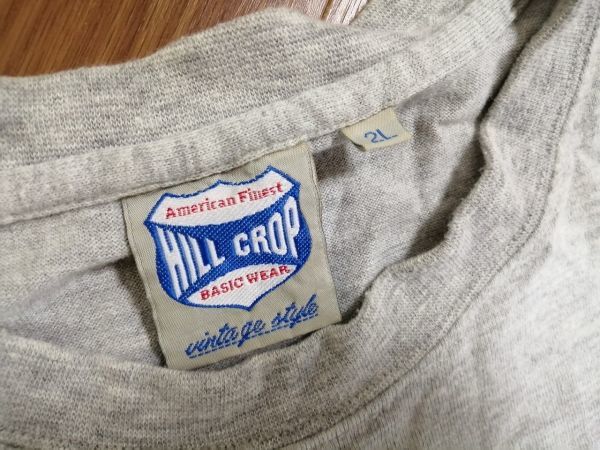 American Finest
HILL CROP
BASIC WEAR
vintage style
2L